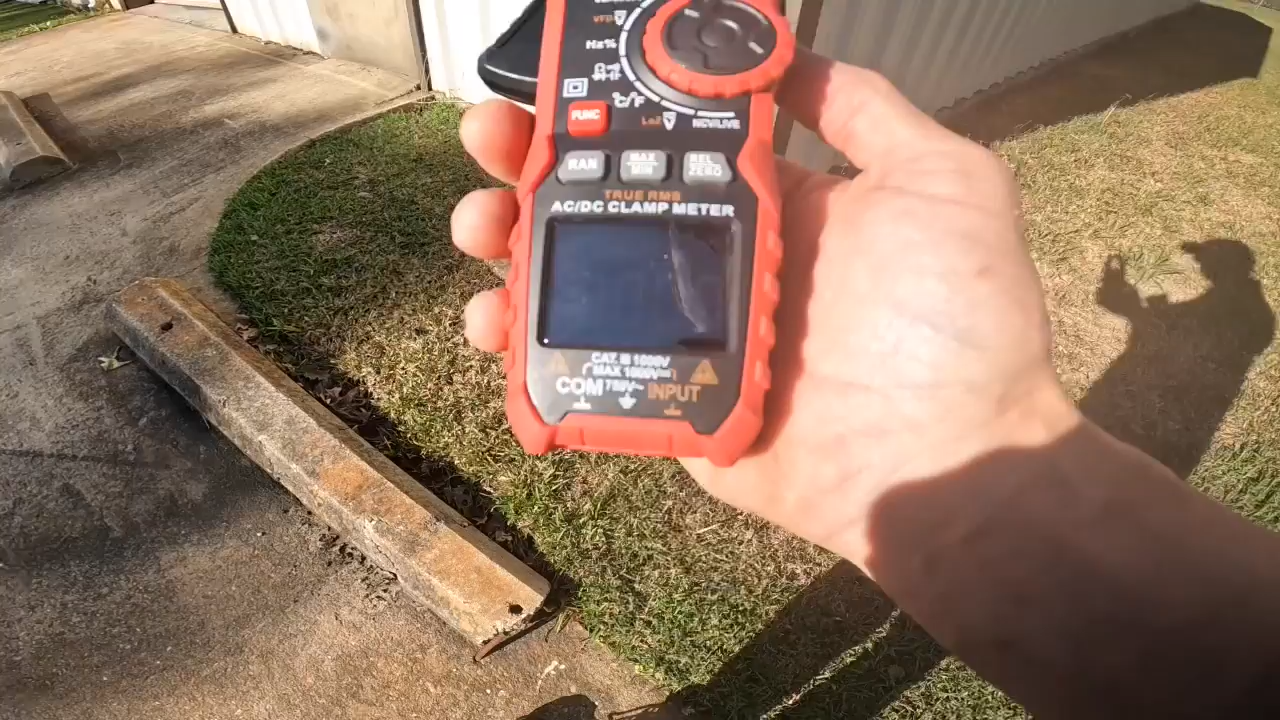 VFD
Hz%
°C/°F
FUNC
LoZ
NCV/LIVE
RAN
MAX
MIN
REL
ZERO
TRUE RMS
AC/DC CLAMP METER
CAT. III 1000V
MAX 1000V
COM 750V~ INPUT